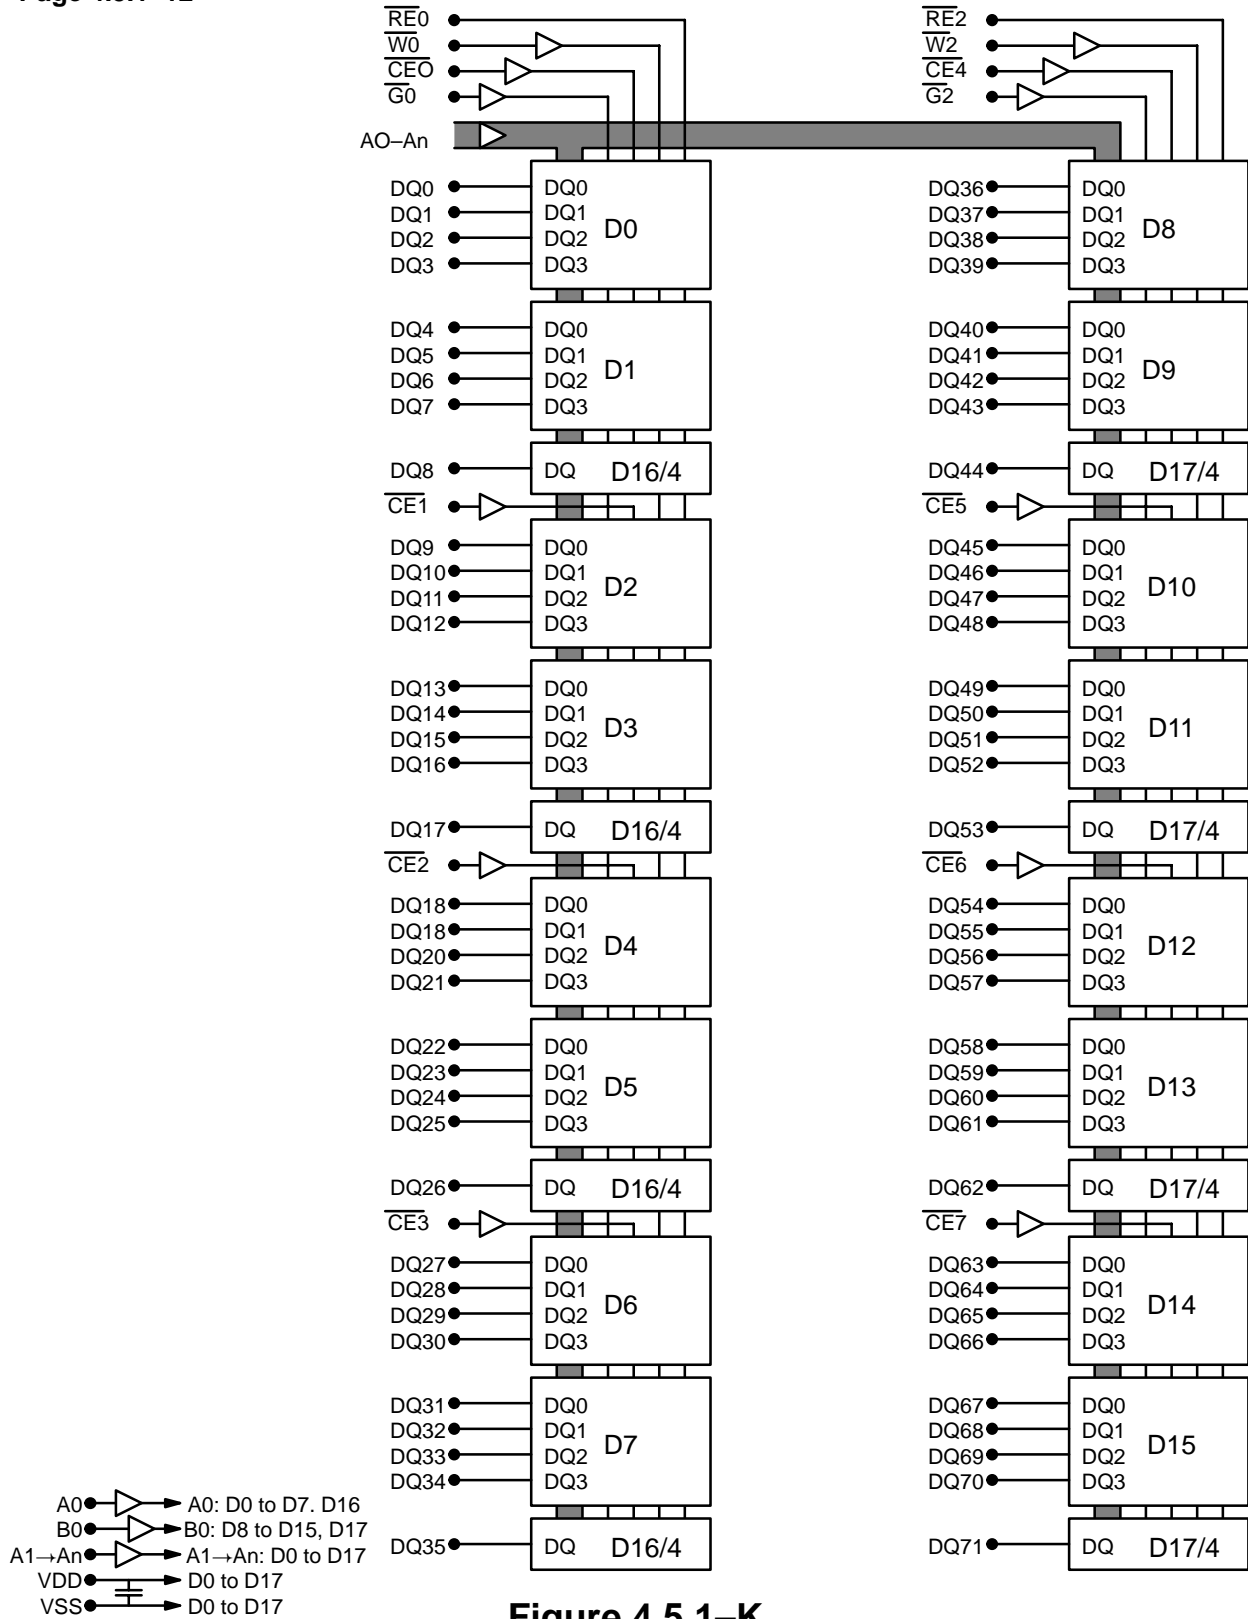 RE0
W0
CEO
G0
AO–An
DQ0 DQ0
DQ1 DQ1
DQ2 DQ2
DQ3 DQ3
D0
DQ4 DQ0
DQ5 DQ1
DQ6 DQ2
DQ7 DQ3
D1
DQ8 DQ D16/4
CE1
DQ9 DQ0
DQ10 DQ1
DQ11 DQ2
DQ12 DQ3
D2
DQ13 DQ0
DQ14 DQ1
DQ15 DQ2
DQ16 DQ3
D3
DQ17 DQ D16/4
CE2
DQ18 DQ0
DQ18 DQ1
DQ20 DQ2
DQ21 DQ3
D4
DQ22 DQ0
DQ23 DQ1
DQ24 DQ2
DQ25 DQ3
D5
DQ26 DQ D16/4
CE3
DQ27 DQ0
DQ28 DQ1
DQ29 DQ2
DQ30 DQ3
D6
DQ31 DQ0
DQ32 DQ1
DQ33 DQ2
DQ34 DQ3
D7
DQ35 DQ D16/4
RE2
W2
CE4
G2
DQ36 DQ0
DQ37 DQ1
DQ38 DQ2
DQ39 DQ3
D8
DQ40 DQ0
DQ41 DQ1
DQ42 DQ2
DQ43 DQ3
D9
DQ44 DQ D17/4
CE5
DQ45 DQ0
DQ46 DQ1
DQ47 DQ2
DQ48 DQ3
D10
DQ49 DQ0
DQ50 DQ1
DQ51 DQ2
DQ52 DQ3
D11
DQ53 DQ D17/4
CE6
DQ54 DQ0
DQ55 DQ1
DQ56 DQ2
DQ57 DQ3
D12
DQ58 DQ0
DQ59 DQ1
DQ60 DQ2
DQ61 DQ3
D13
DQ62 DQ D17/4
CE7
DQ63 DQ0
DQ64 DQ1
DQ65 DQ2
DQ66 DQ3
D14
DQ67 DQ0
DQ68 DQ1
DQ69 DQ2
DQ70 DQ3
D15
DQ71 DQ D17/4
A0 A0: D0 to D7. D16
B0 B0: D8 to D15, D17
A1→An A1→An: D0 to D17
VDD D0 to D17
VSS D0 to D17
Figure 4.5.1–K